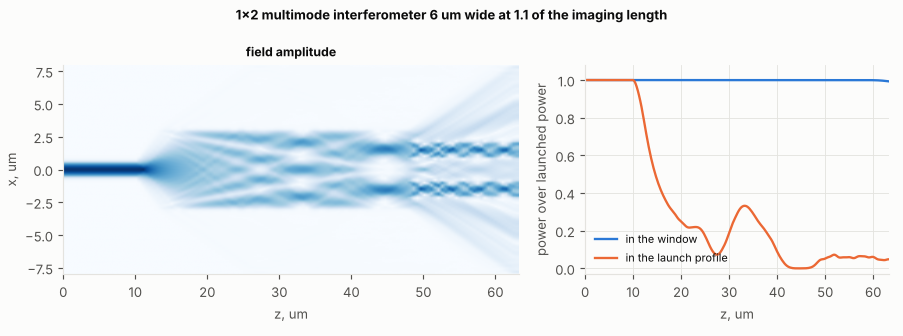 1×2 multimode interferometer 6 um wide at 1.1 of the imaging length
field amplitude
7.5
5.0
2.5
0.0
−2.5
−5.0
−7.5
x, um
0 10 20 30 40 50 60
z, um
1.0
0.8
0.6
0.4
0.2
0.0
power over launched power
in the window
in the launch profile
0 10 20 30 40 50 60
z, um